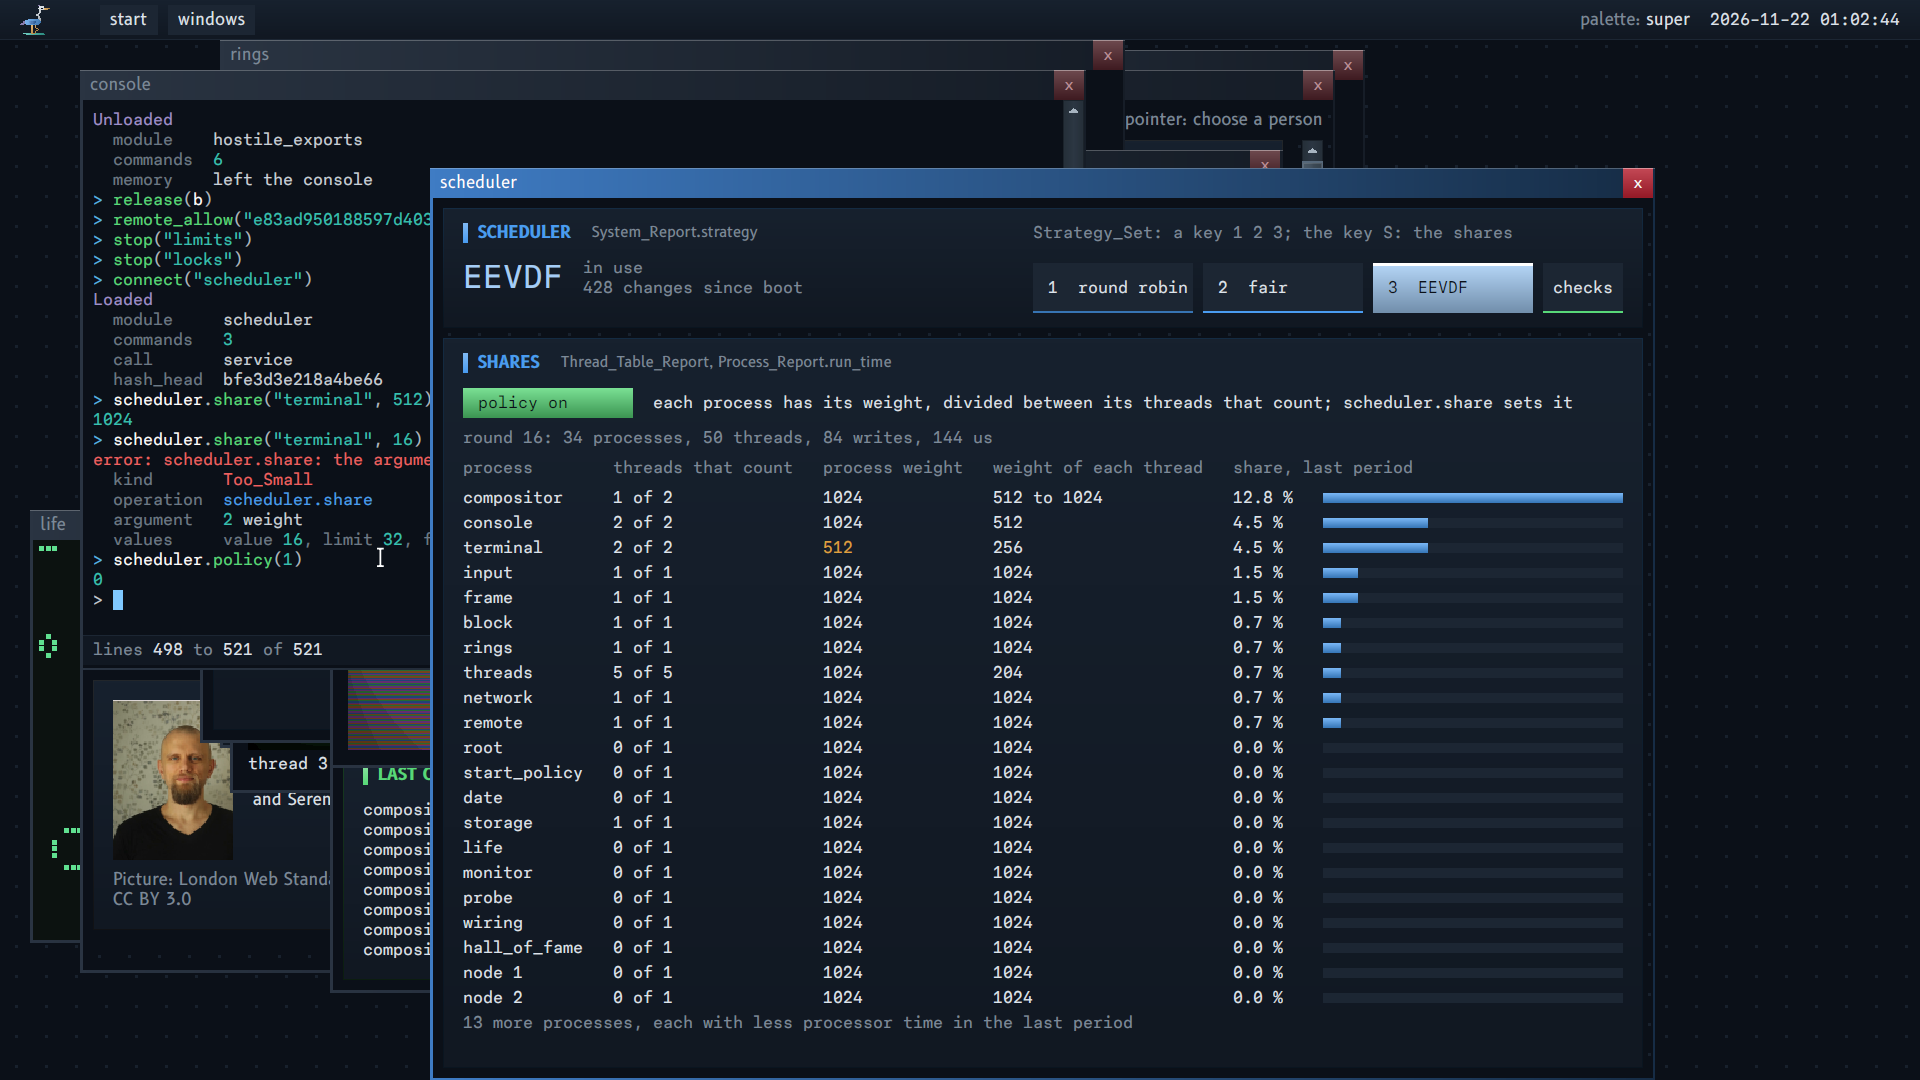 start windows palette: super 2026-11-22 01:02:44
rings x
x
console x
x
pointer: choose a person
x
Unloaded
module hostile_exports
commands 6
memory left the console
> release(b)
> remote_allow("e83ad950188597d403
> stop("limits")
> stop("locks")
> connect("scheduler")
Loaded
module scheduler
commands 3
call service
hash_head bfe3d3e218a4be66
> scheduler.share("terminal", 512)
1024
> scheduler.share("terminal", 16)
error: scheduler.share: the argume
kind Too_Small
operation scheduler.share
argument 2 weight
values value 16, limit 32, f
> scheduler.policy(1)
0
>
lines 498 to 521 of 521
life
thread 3
and Seren
Picture: London Web Standa
CC BY 3.0
LAST C
composi
composi
composi
composi
composi
composi
composi
composi
scheduler x
SCHEDULER System_Report.strategy
Strategy_Set: a key 1 2 3; the key S: the shares
EEVDF in use
428 changes since boot
1 round robin 2 fair 3 EEVDF checks
SHARES Thread_Table_Report, Process_Report.run_time
policy on each process has its weight, divided between its threads that count; scheduler.share sets it
round 16: 34 processes, 50 threads, 84 writes, 144 us
process threads that count process weight weight of each thread share, last period
compositor 1 of 2 1024 512 to 1024 12.8 %
console 2 of 2 1024 512 4.5 %
terminal 2 of 2 512 256 4.5 %
input 1 of 1 1024 1024 1.5 %
frame 1 of 1 1024 1024 1.5 %
block 1 of 1 1024 1024 0.7 %
rings 1 of 1 1024 1024 0.7 %
threads 5 of 5 1024 204 0.7 %
network 1 of 1 1024 1024 0.7 %
remote 1 of 1 1024 1024 0.7 %
root 0 of 1 1024 1024 0.0 %
start_policy 0 of 1 1024 1024 0.0 %
date 0 of 1 1024 1024 0.0 %
storage 1 of 1 1024 1024 0.0 %
life 0 of 1 1024 1024 0.0 %
monitor 0 of 1 1024 1024 0.0 %
probe 0 of 1 1024 1024 0.0 %
wiring 0 of 1 1024 1024 0.0 %
hall_of_fame 0 of 1 1024 1024 0.0 %
node 1 0 of 1 1024 1024 0.0 %
node 2 0 of 1 1024 1024 0.0 %
13 more processes, each with less processor time in the last period